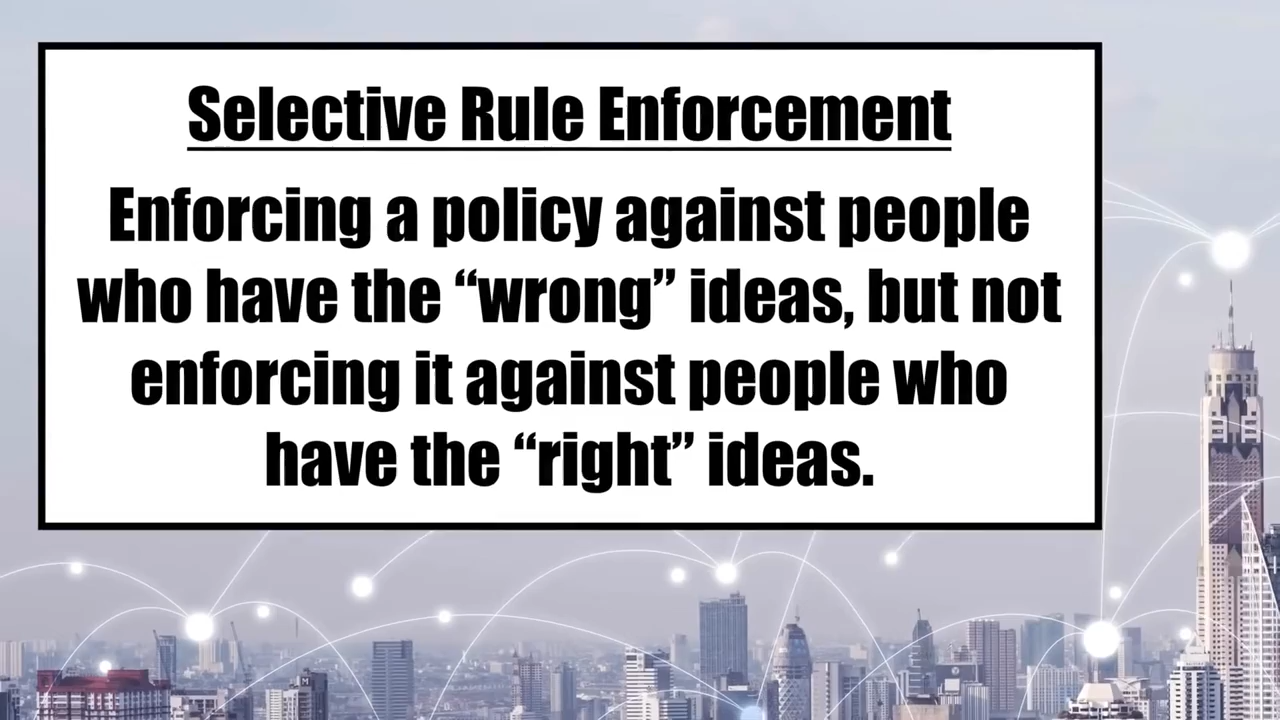 Selective Rule Enforcement
Enforcing a policy against people
who have the “wrong” ideas, but not
enforcing it against people who
have the “right” ideas.